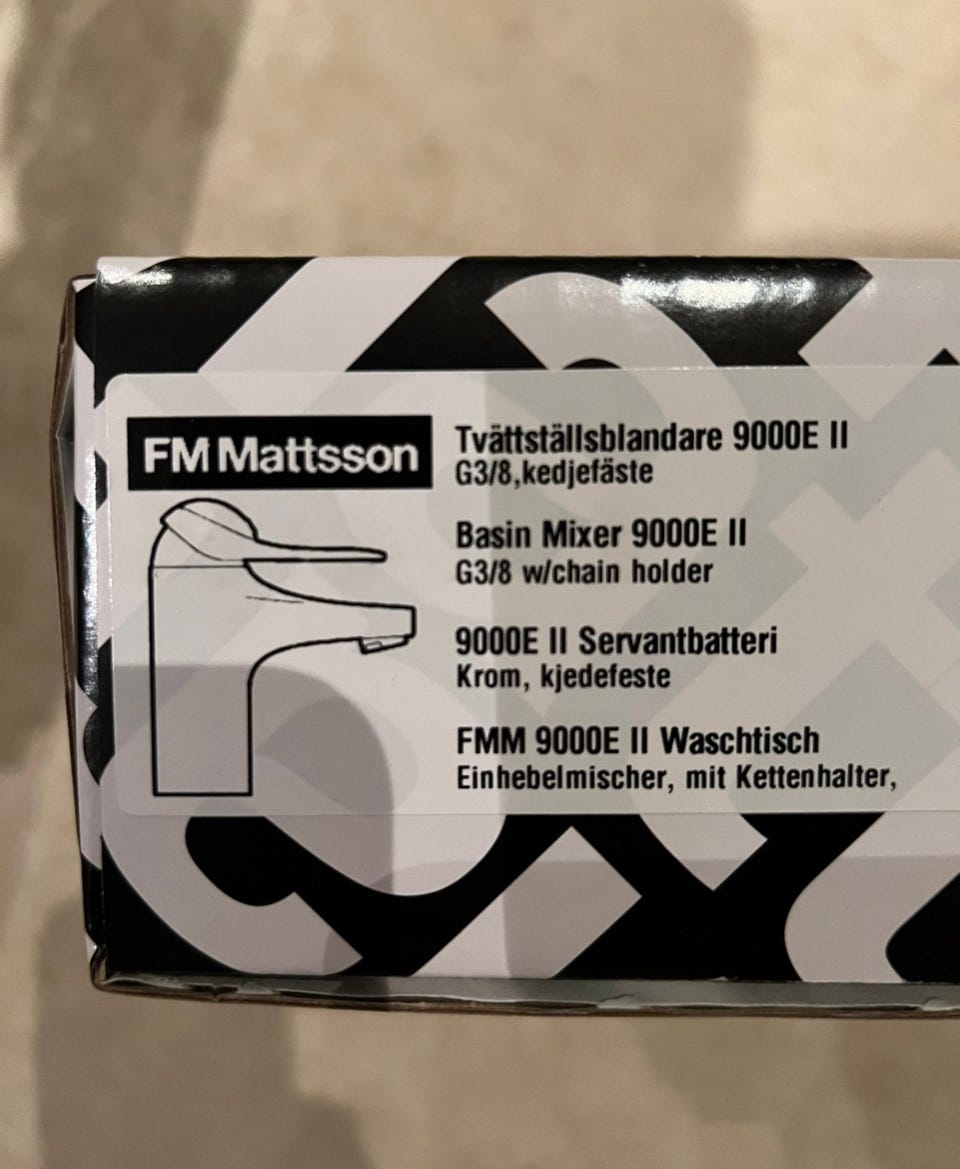 FM Mattsson
Tvättställsblandare 9000E II
G3/8,kedjefäste
Basin Mixer 9000E II
G3/8 w/chain holder
9000E II Servantbatteri
Krom, kjedefeste
FMM 9000E II Waschtisch
Einhebelmischer, mit Kettenhalter,